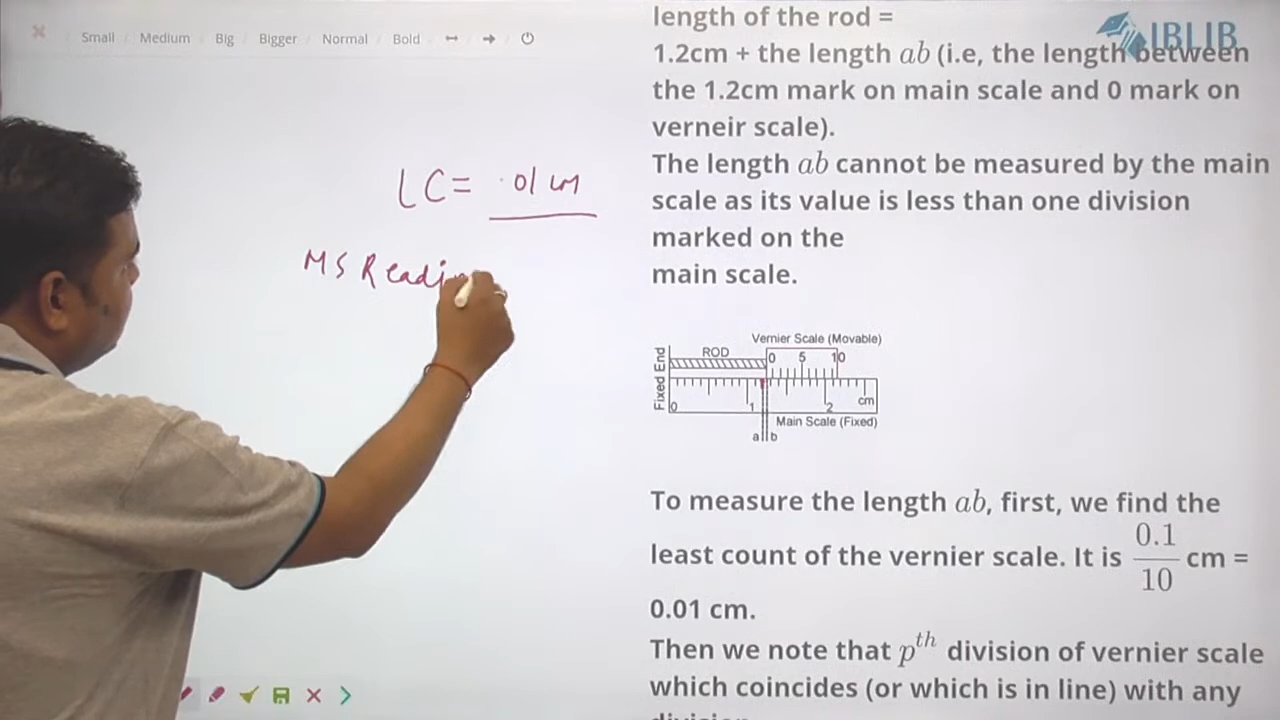 Small / Medium / Big / Bigger / Normal / Bold
IBLIB
length of the rod =
1.2cm + the length ab (i.e, the length between
the 1.2cm mark on main scale and 0 mark on
verneir scale).
The length ab cannot be measured by the main
scale as its value is less than one division
marked on the
main scale.
LC= .01 cm
MS Readin
Vernier Scale (Movable)
ROD
0 5 10
Fixed End
0 1 2 cm
Main Scale (Fixed)
a b
To measure the length ab, first, we find the
least count of the vernier scale. It is 0.1/10 cm =
0.01 cm.
Then we note that pth division of vernier scale
which coincides (or which is in line) with any